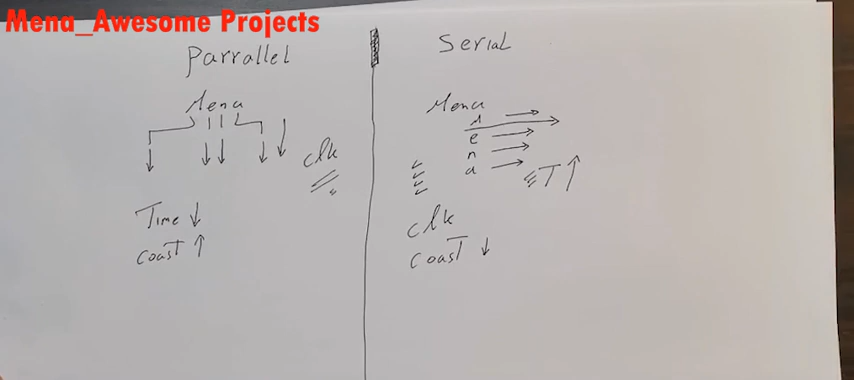 Mena_Awesome Projects
Parrallel
Mena
clk
Time ↓
coasT ↑
Serial
Mena
M
e
n
a
T ↑
clk
coasT ↓